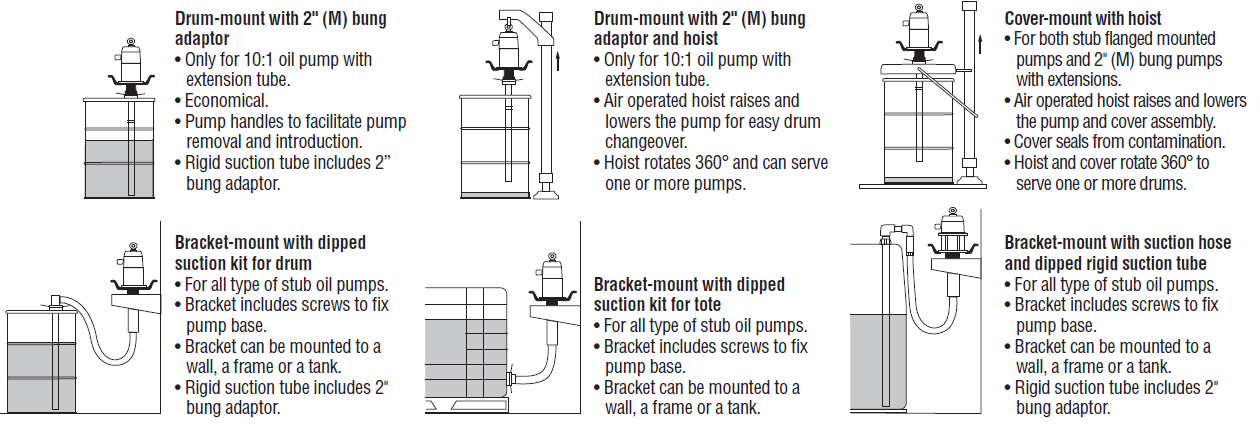 Drum-mount with 2" (M) bung
adaptor
• Only for 10:1 oil pump with
extension tube.
• Economical.
• Pump handles to facilitate pump
removal and introduction.
• Rigid suction tube includes 2”
bung adaptor.
Drum-mount with 2" (M) bung
adaptor and hoist
• Only for 10:1 oil pump with
extension tube.
• Air operated hoist raises and
lowers the pump for easy drum
changeover.
• Hoist rotates 360° and can serve
one or more pumps.
Cover-mount with hoist
• For both stub flanged mounted
pumps and 2" (M) bung pumps
with extensions.
• Air operated hoist raises and lowers
the pump and cover assembly.
• Cover seals from contamination.
• Hoist and cover rotate 360° to
serve one or more drums.
Bracket-mount with dipped
suction kit for drum
• For all type of stub oil pumps.
• Bracket includes screws to fix
pump base.
• Bracket can be mounted to a
wall, a frame or a tank.
• Rigid suction tube includes 2"
bung adaptor.
Bracket-mount with dipped
suction kit for tote
• For all type of stub oil pumps.
• Bracket includes screws to fix
pump base.
• Bracket can be mounted to a
wall, a frame or a tank.
Bracket-mount with suction hose
and dipped rigid suction tube
• For all type of stub oil pumps.
• Bracket includes screws to fix
pump base.
• Bracket can be mounted to a
wall, a frame or a tank.
• Rigid suction tube includes 2"
bung adaptor.